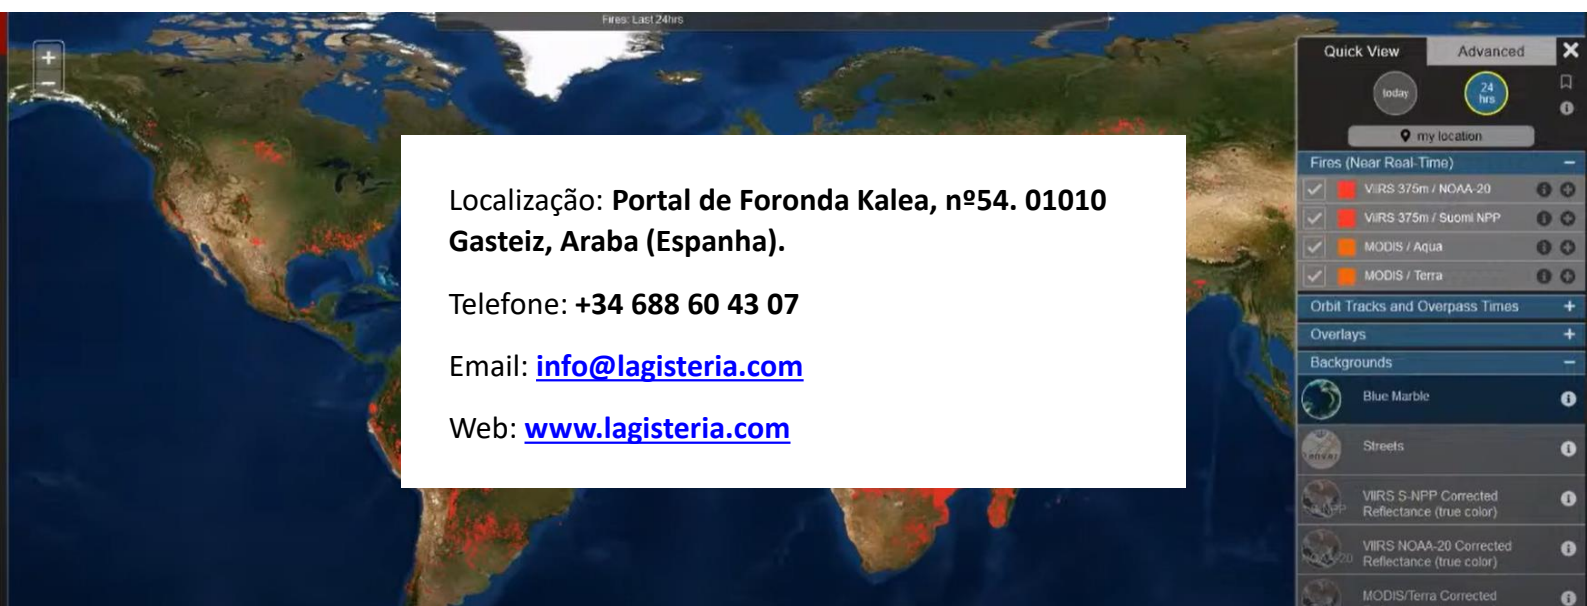 Fires: Last 24hrs
+
−
Quick View
Advanced
today
24
hrs
my location
Localização: Portal de Foronda Kalea, nº54. 01010
Gasteiz, Araba (Espanha).
Telefone: +34 688 60 43 07
Email: info@lagisteria.com
Web: www.lagisteria.com
Fires (Near Real-Time)
VIIRS 375m / NOAA-20
VIIRS 375m / Suomi NPP
MODIS / Aqua
MODIS / Terra
Orbit Tracks and Overpass Times
Overlays
Backgrounds
Blue Marble
Streets
VIIRS S-NPP Corrected
Reflectance (true color)
VIIRS NOAA-20 Corrected
Reflectance (true color)
MODIS/Terra Corrected